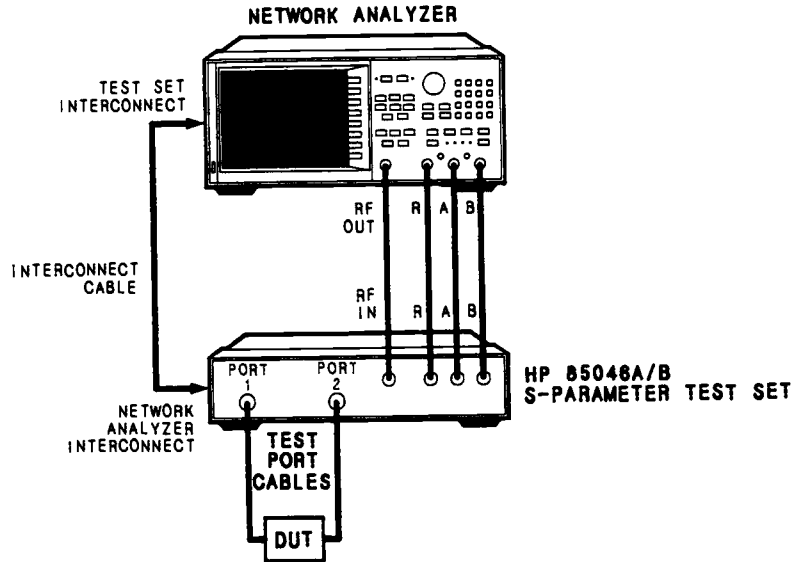 NETWORK ANALYZER
TEST SET
INTERCONNECT
RF
OUT
R
A
B
INTERCONNECT
CABLE
RF
IN
R
A
B
PORT
1
PORT
2
HP 85046A/B
S-PARAMETER TEST SET
NETWORK
ANALYZER
INTERCONNECT
TEST
PORT
CABLES
DUT